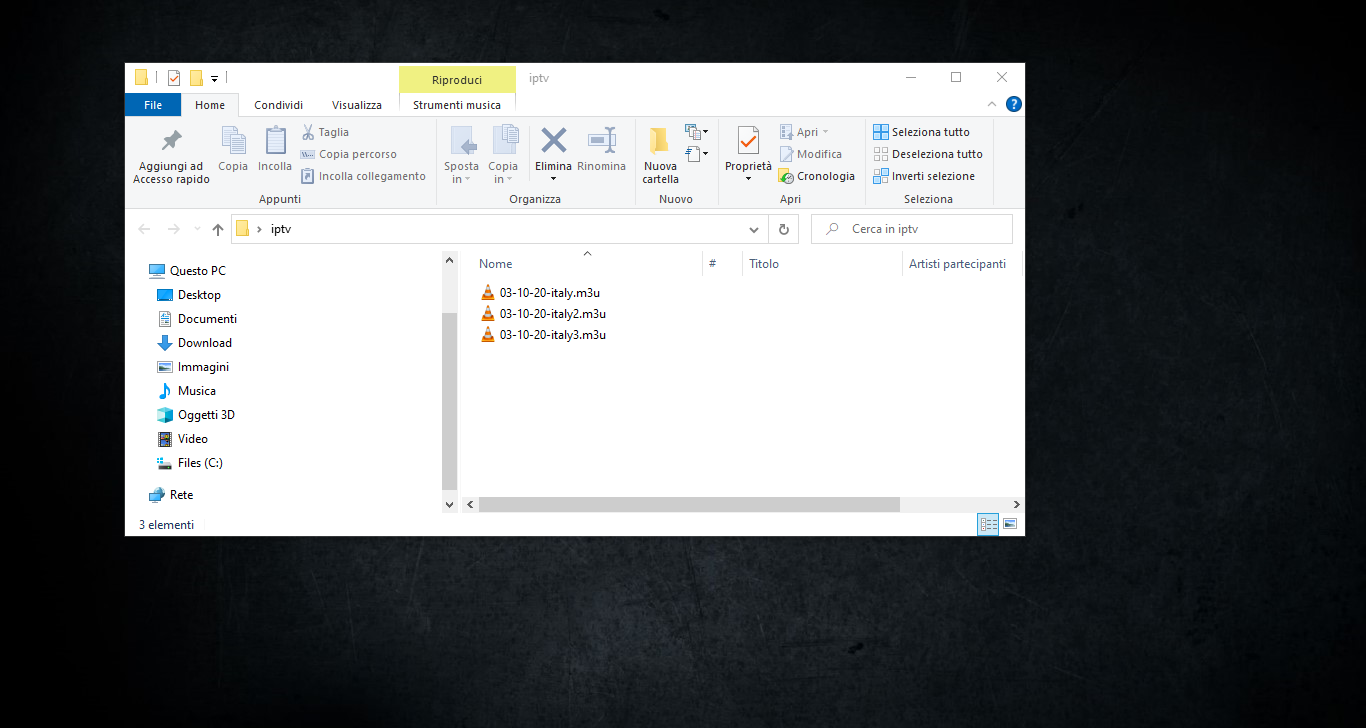 Riproduci iptv
File Home Condividi Visualizza Strumenti musica ?
Aggiungi ad
Accesso rapido
Copia
Incolla
Taglia
Copia percorso
Incolla collegamento
Appunti
Sposta
in
Copia
in
Elimina
Rinomina
Organizza
Nuova
cartella
Nuovo
Proprietà
Apri
Modifica
Cronologia
Apri
Seleziona tutto
Deseleziona tutto
Inverti selezione
Seleziona
iptv
Cerca in iptv
Questo PC
Desktop
Documenti
Download
Immagini
Musica
Oggetti 3D
Video
Files (C:)
Rete
Nome # Titolo Artisti partecipanti
03-10-20-italy.m3u
03-10-20-italy2.m3u
03-10-20-italy3.m3u
3 elementi